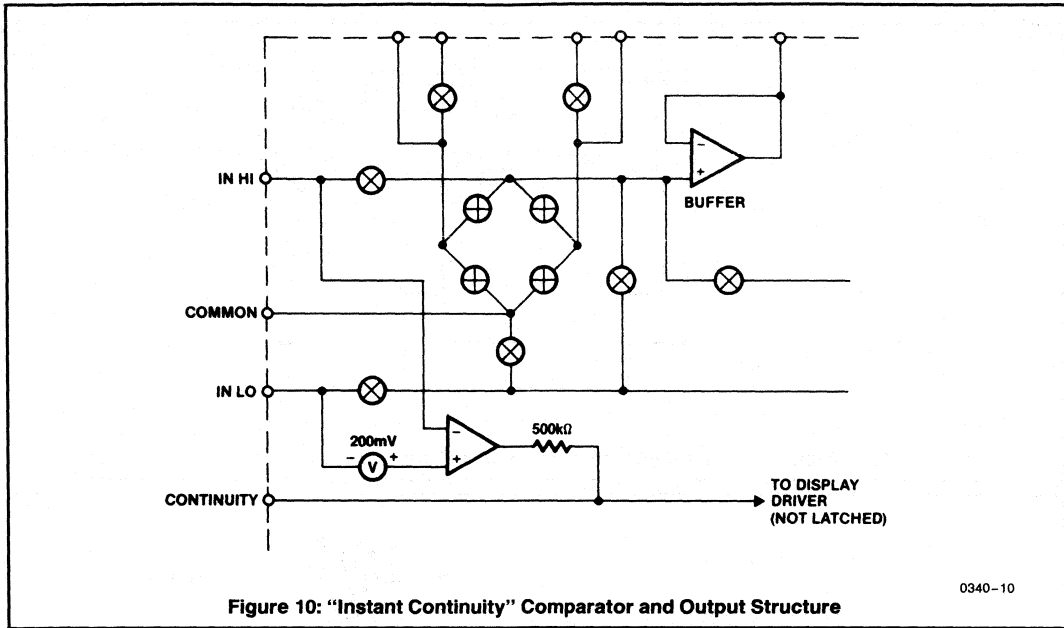 IN HI
-
+
BUFFER
COMMON
IN LO
200mV
- +
V
-
+
500kΩ
CONTINUITY
TO DISPLAY
DRIVER
(NOT LATCHED)
0340-10
Figure 10: “Instant Continuity” Comparator and Output Structure